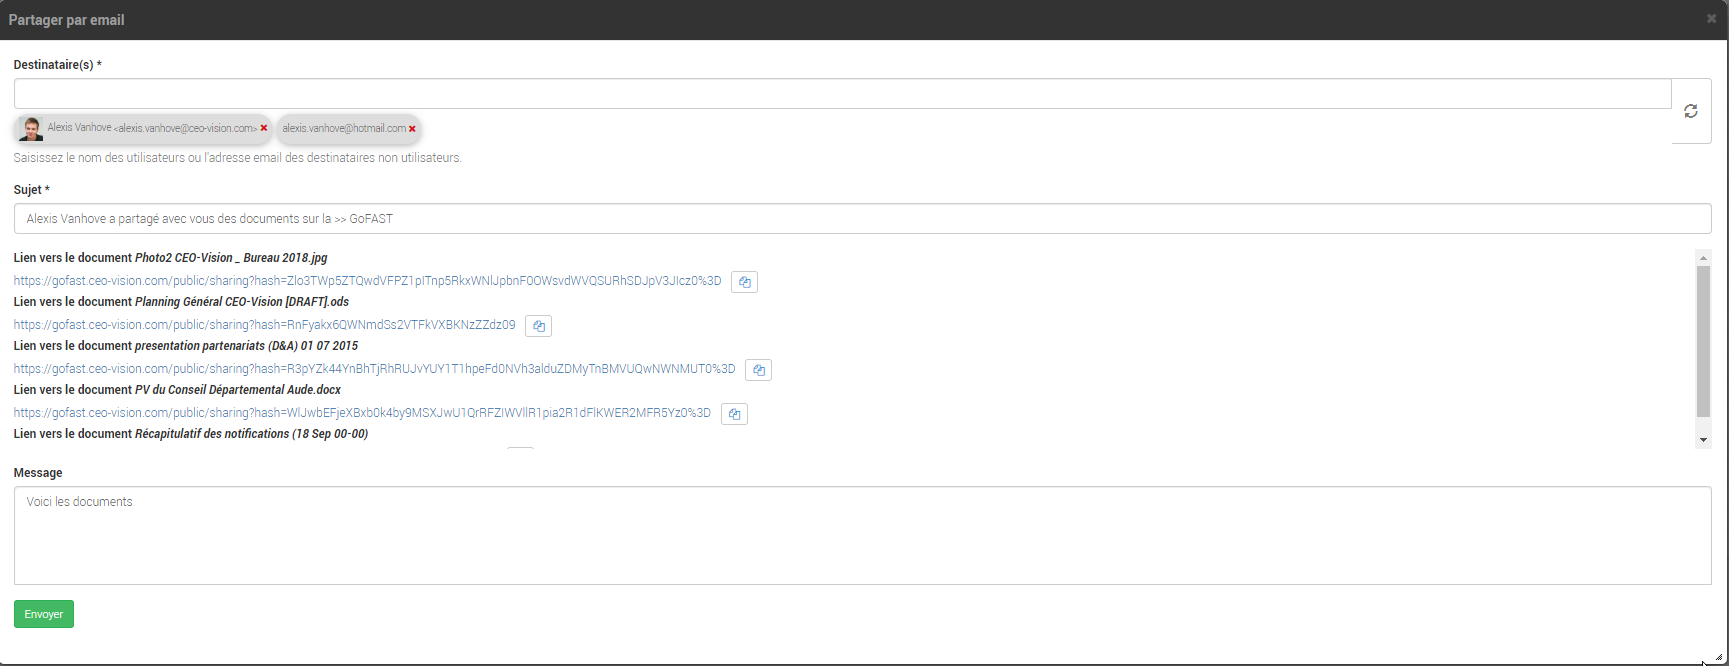 Partager par email
Destinataire(s) *
Alexis Vanhove <alexis.vanhove@ceo-vision.com> alexis.vanhove@hotmail.com
Saisissez le nom des utilisateurs ou l'adresse email des destinataires non utilisateurs.
Sujet *
Alexis Vanhove a partagé avec vous des documents sur la >> GoFAST
Lien vers le document Photo2 CEO-Vision _ Bureau 2018.jpg
https://gofast.ceo-vision.com/public/sharing?hash=Zlo3TWp5ZTQwdVFPZ1pITnp5RkxWNlJpbnF0OWsvdWVQSURhSDJpV3JIcz0%3D
Lien vers le document Planning Général CEO-Vision [DRAFT].ods
https://gofast.ceo-vision.com/public/sharing?hash=RnFyakx6QWNmdSs2VTFkVXBKNzZZdz09
Lien vers le document presentation partenariats (D&A) 01 07 2015
https://gofast.ceo-vision.com/public/sharing?hash=R3pYZk44YnBhTjRhRUJvYUY1T1hpeFd0NVh3alduZDMyTnBMVUQwNWNMUT0%3D
Lien vers le document PV du Conseil Départemental Aude.docx
https://gofast.ceo-vision.com/public/sharing?hash=WlJwbEFjeXBxb0k4by9MSXJwU1QrRFZIWVllR1pia2R1dFlKWER2MFR5Yz0%3D
Lien vers le document Récapitulatif des notifications (18 Sep 00-00)
Message
Voici les documents
Envoyer